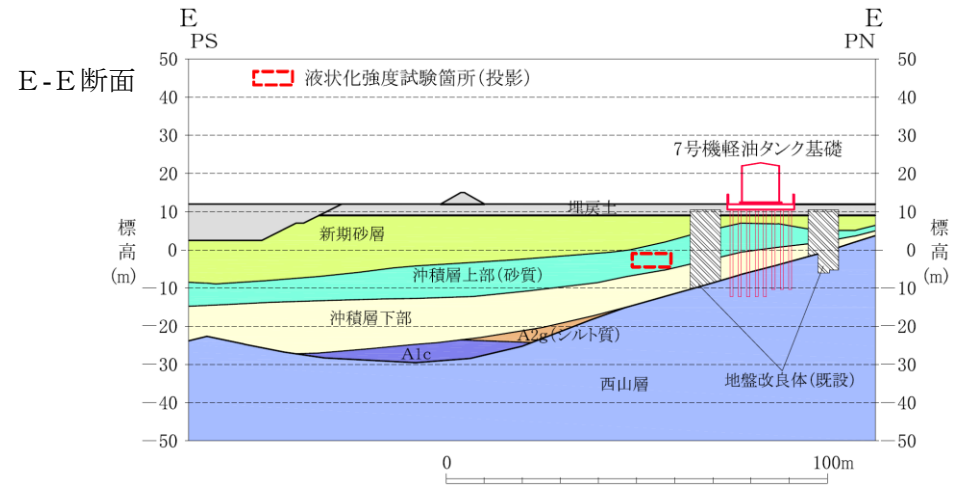 E E
PS PN
E-E断面
液状化強度試験箇所(投影)
7号機軽油タンク基礎
50 50
40 40
30 30
20 20
10 10
0 0
－10 －10
－20 －20
－30 －30
－40 －40
－50 －50
標高(m) 標高(m)
埋戻土
新期砂層
沖積層上部(砂質)
沖積層下部
A2g(シルト質)
A1c
西山層
地盤改良体(既設)
0 100m